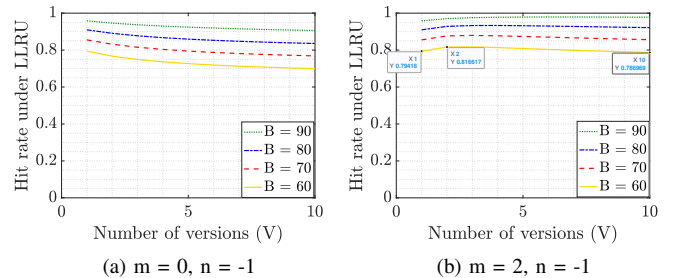 Hit rate under LLRU
1
0.8
0.6
0.4
0.2
0
B = 90
B = 80
B = 70
B = 60
0
5
10
Number of versions (V)
(a) m = 0, n = -1
Hit rate under LLRU
1
0.8
0.6
0.4
0.2
0
X 1
Y 0.79418
X 2
Y 0.816617
X 10
Y 0.786969
B = 90
B = 80
B = 70
B = 60
0
5
10
Number of versions (V)
(b) m = 2, n = -1